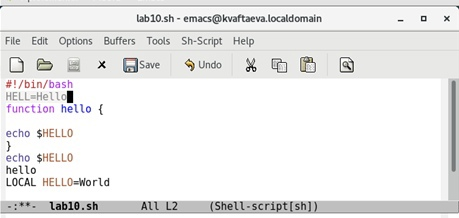 lab10.sh - emacs@kvaftaeva.localdomain
File Edit Options Buffers Tools Sh-Script Help
Save Undo
#!/bin/bash
HELL=Hello
function hello {
echo $HELLO
}
echo $HELLO
hello
LOCAL HELLO=World
-:**- lab10.sh All L2 (Shell-script[sh])